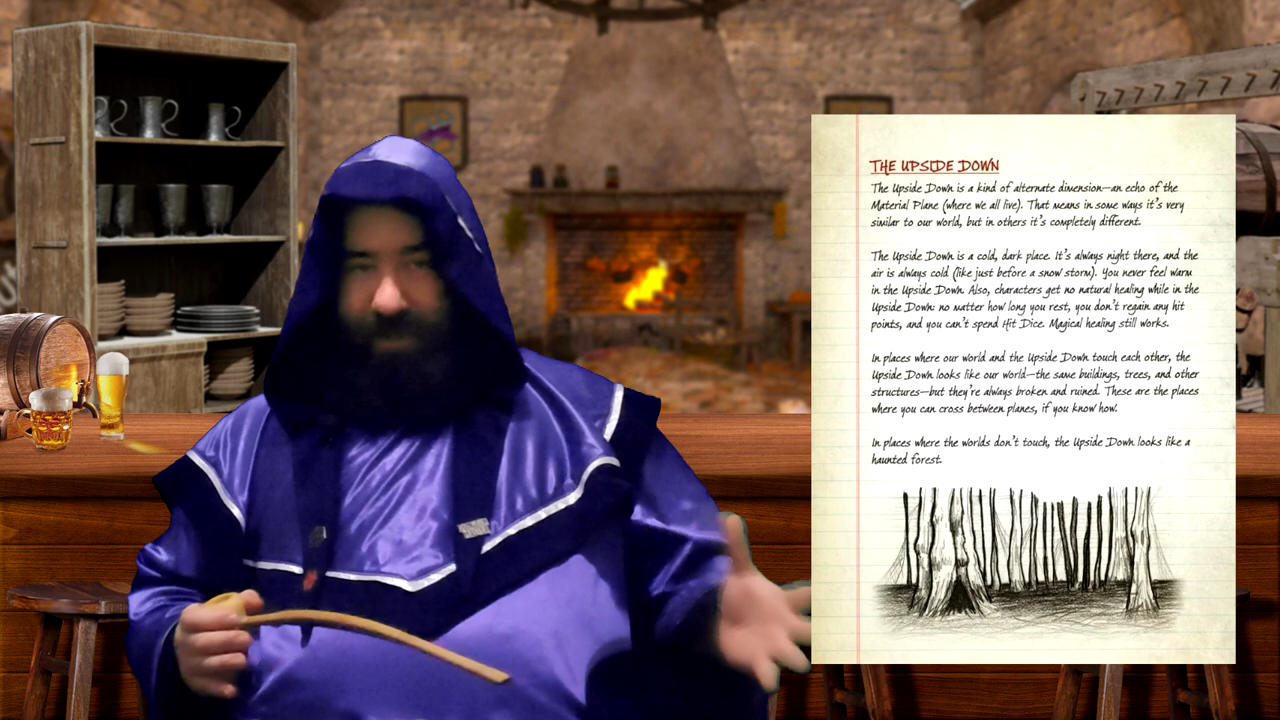 THE UPSIDE DOWN
The Upside Down is a kind of alternate dimension—an echo of the
Material Plane (where we all live). That means in some ways it's very
similar to our world, but in others it's completely different.
The Upside Down is a cold, dark place. It's always night there, and the
air is always cold (like just before a snow storm). You never feel warm
in the Upside Down. Also, characters get no natural healing while in the
Upside Down: no matter how long you rest, you don't regain any hit
points, and you can't spend Hit Dice. Magical healing still works.
In places where our world and the Upside Down touch each other, the
Upside Down looks like our world—the same buildings, trees, and other
structures—but they're always broken and ruined. These are the places
where you can cross between planes, if you know how.
In places where the worlds don't touch, the Upside Down looks like a
haunted forest.